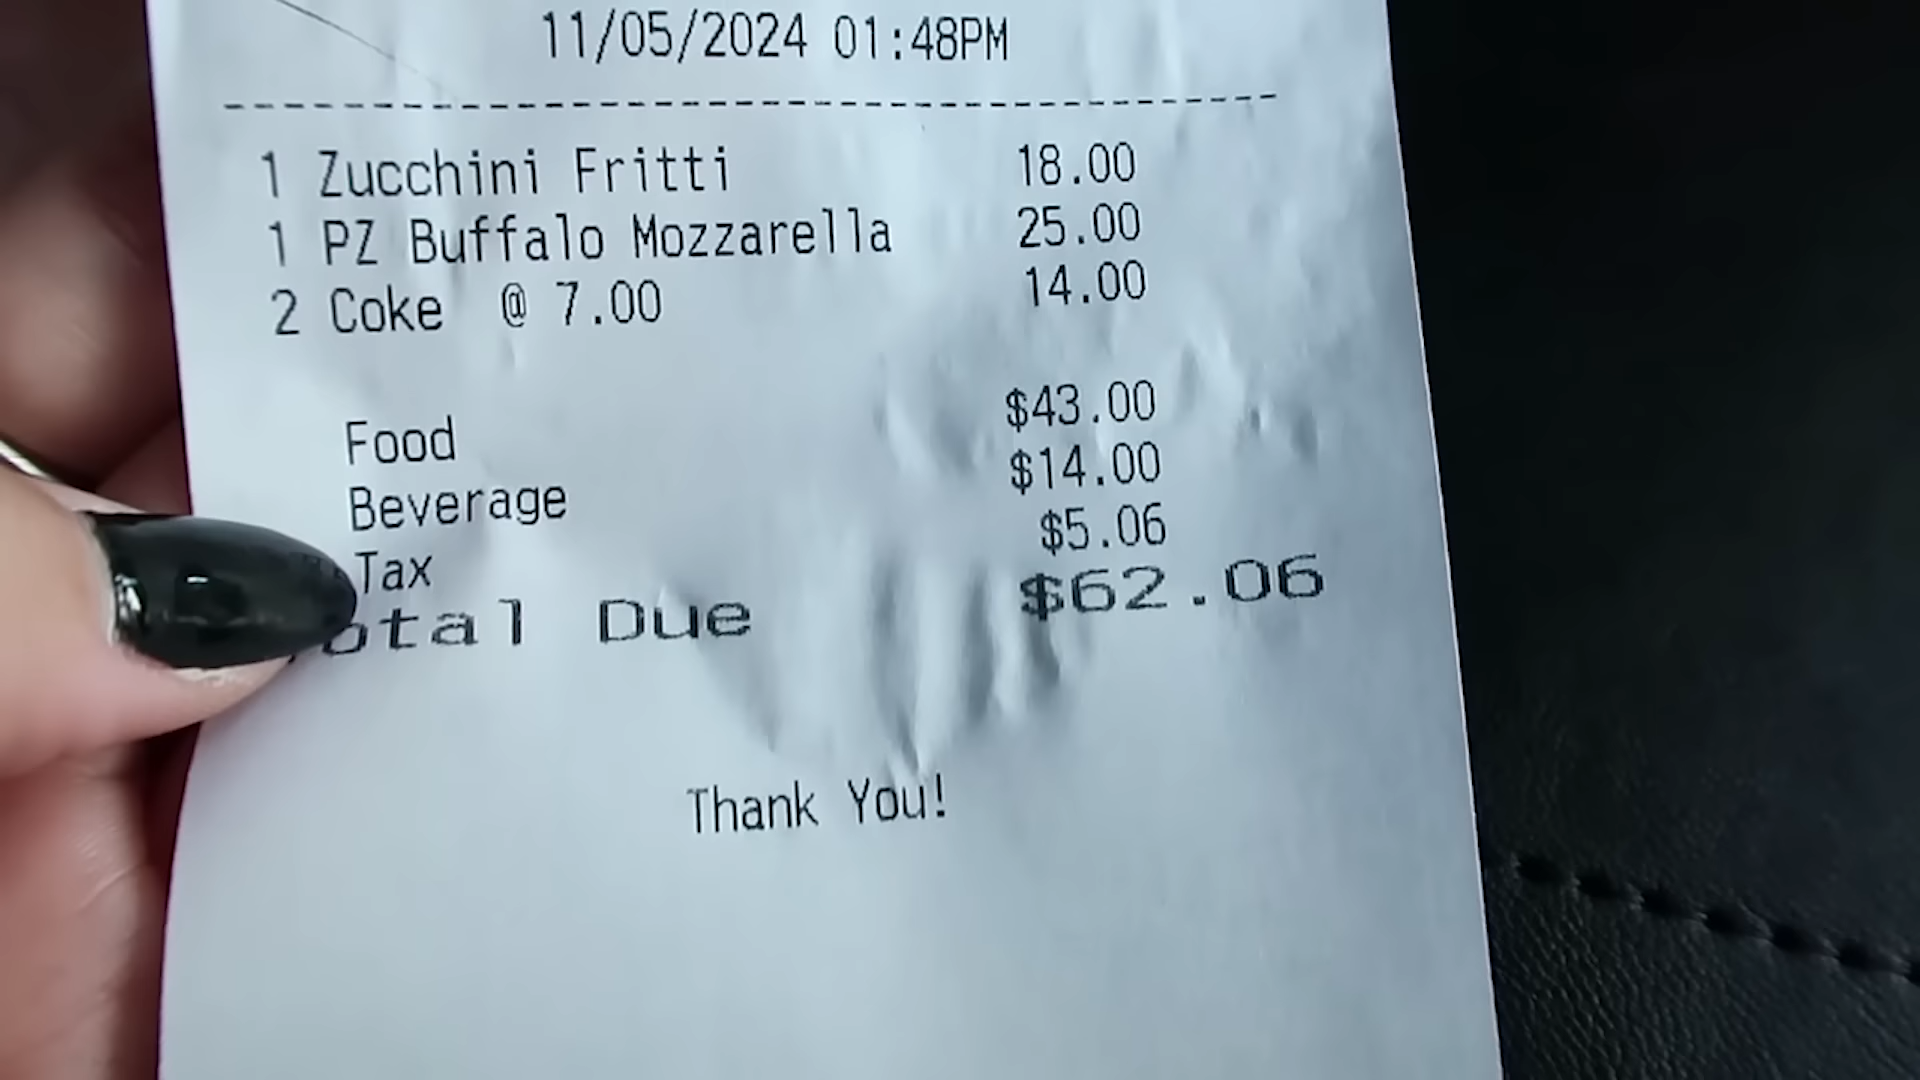 11/05/2024 01:48PM
--------------------------------------------
1 Zucchini Fritti 18.00
1 PZ Buffalo Mozzarella 25.00
2 Coke @ 7.00 14.00
Food $43.00
Beverage $14.00
Tax $5.06
Total Due $62.06
Thank You!